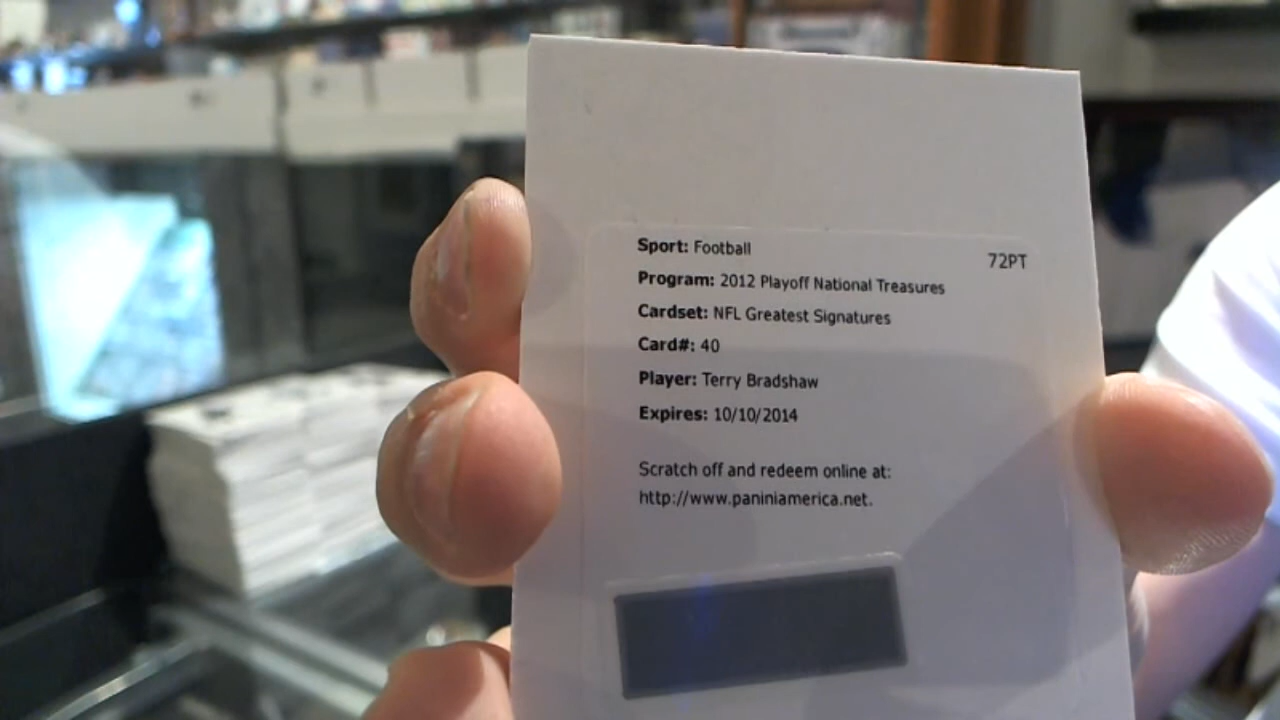 Sport: Football
72PT
Program: 2012 Playoff National Treasures
Cardset: NFL Greatest Signatures
Card#: 40
Player: Terry Bradshaw
Expires: 10/10/2014
Scratch off and redeem online at:
http://www.paniniamerica.net.